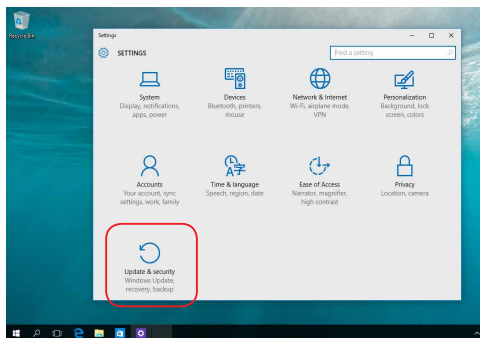 Recycle Bin
Settings
SETTINGS
Find a setting
System
Display, notifications,
apps, power
Devices
Bluetooth, printers,
mouse
Network & Internet
Wi-Fi, airplane mode,
VPN
Personalization
Background, lock
screen, colors
Accounts
Your account, sync
settings, work, family
Time & language
Speech, region, date
Ease of Access
Narrator, magnifier,
high contrast
Privacy
Location, camera
Update & security
Windows Update,
recovery, backup